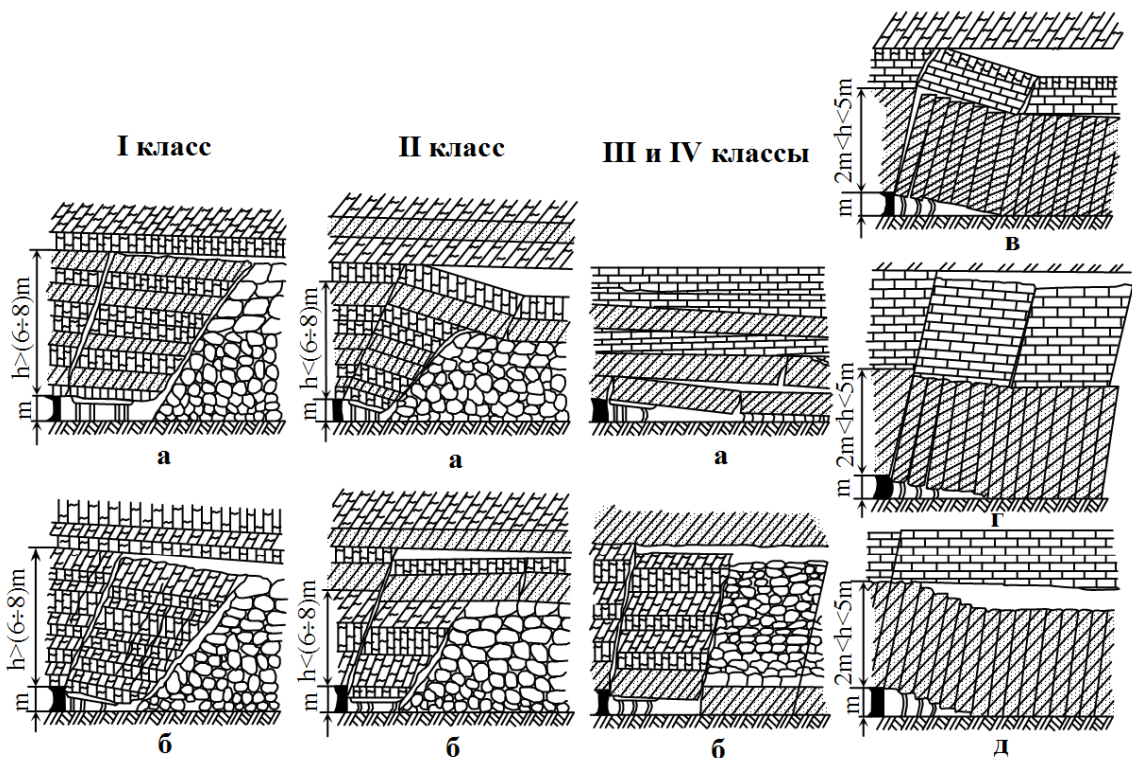 I класс
II класс
III и IV классы
h>(6÷8)m
m
а
h<(6÷8)m
m
а
а
2m<h<5m
m
в
2m<h<5m
m
г
h>(6÷8)m
m
б
h<(6÷8)m
m
б
б
2m<h<5m
m
д